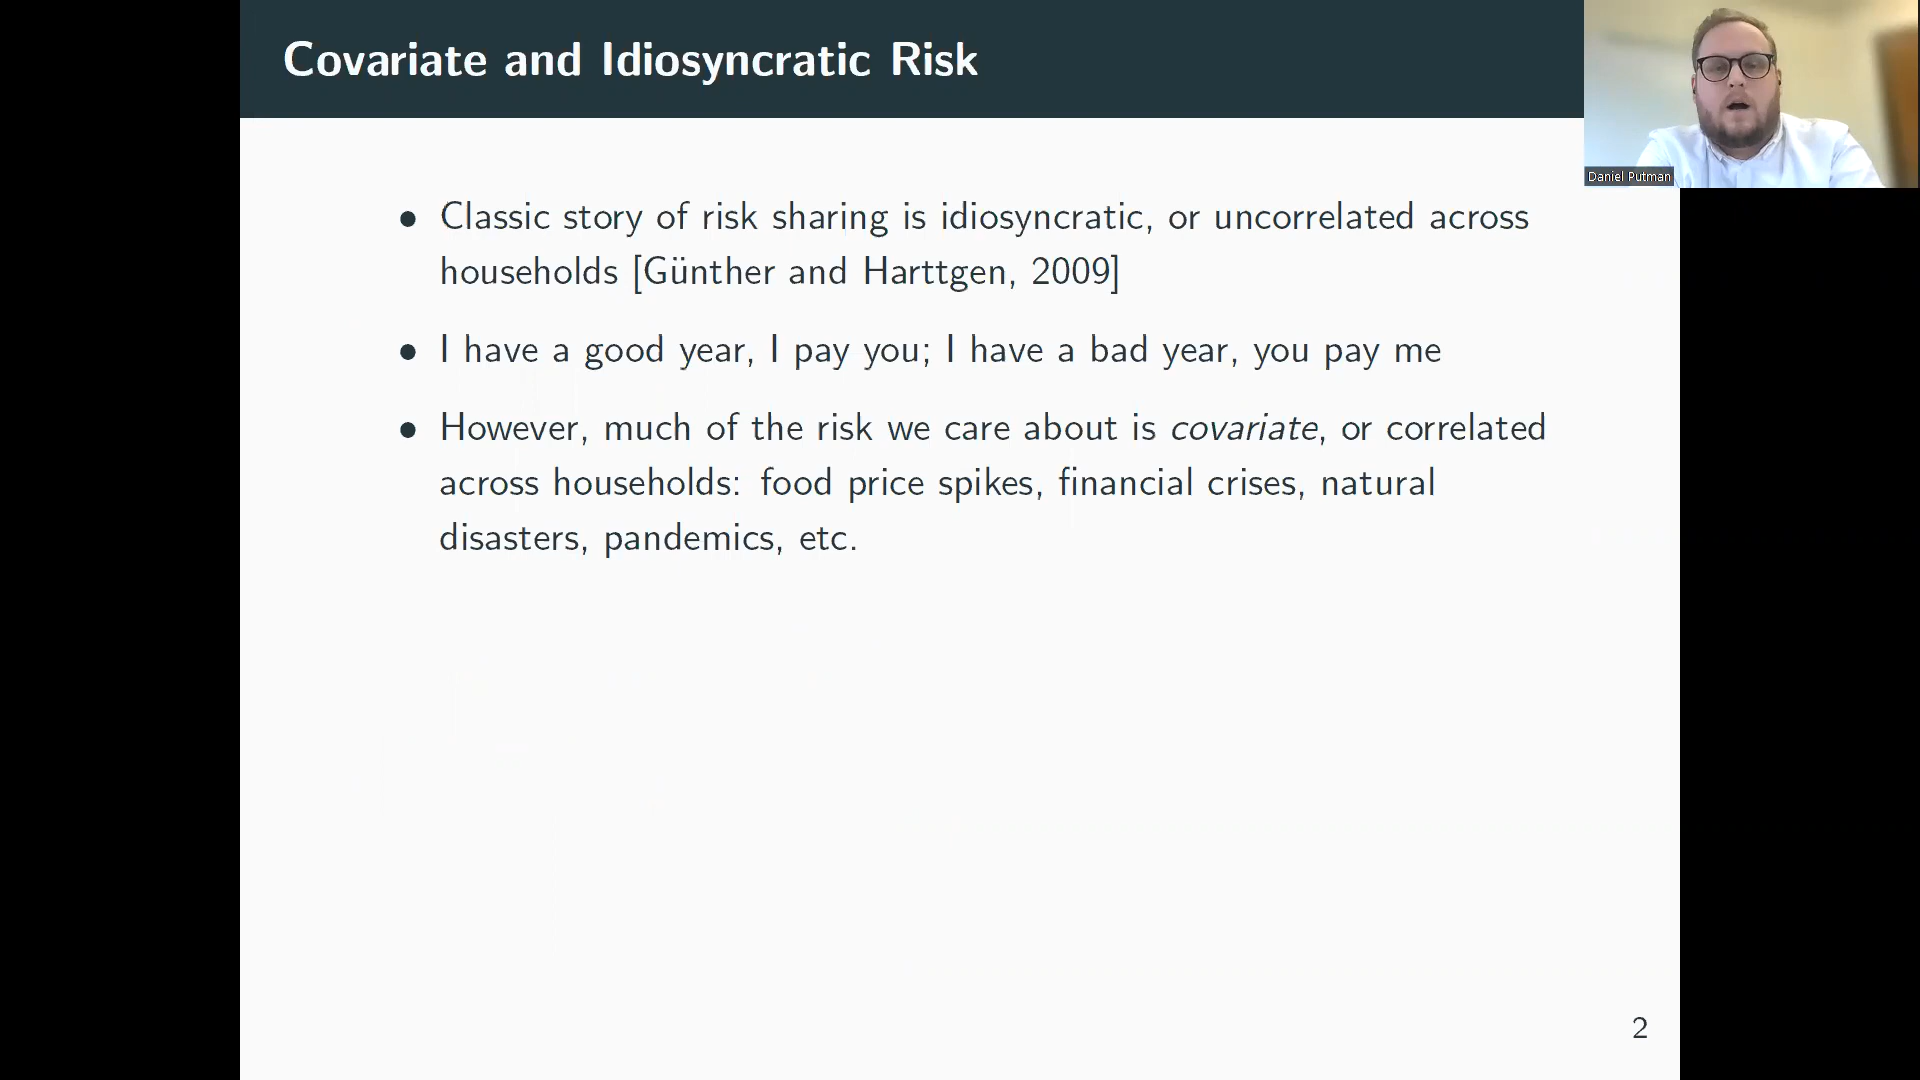 Covariate and Idiosyncratic Risk
Daniel Putman
• Classic story of risk sharing is idiosyncratic, or uncorrelated across
households [Günther and Harttgen, 2009]
• I have a good year, I pay you; I have a bad year, you pay me
• However, much of the risk we care about is covariate, or correlated
across households: food price spikes, financial crises, natural
disasters, pandemics, etc.
2